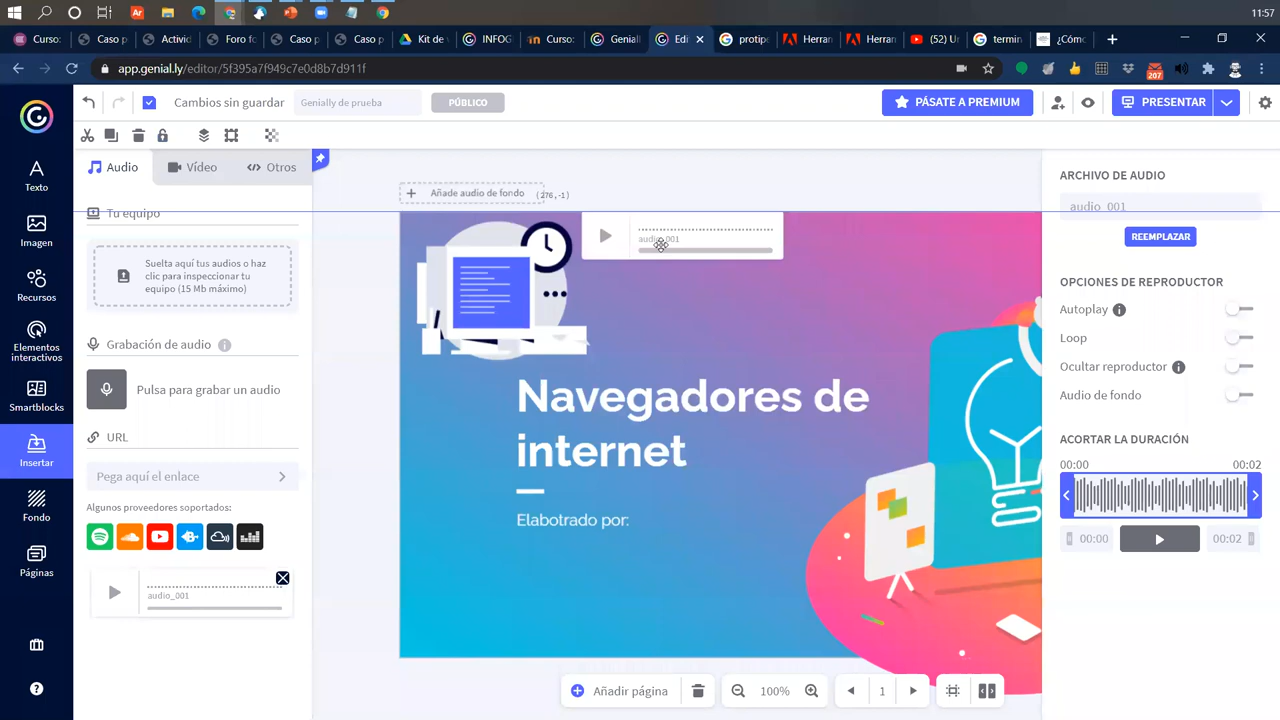 11:57
Curso:
Caso p
Activid
Foro fo
Caso p
Caso p
Kit de
INFOG
Curso:
Genial
Edi
protipe
Herran
Herran
(52) Ur
termin
¿Cómo
app.genial.ly/editor/5f395a7f949c7e0d8b7d911f
207
Cambios sin guardar
Genially de prueba
PÚBLICO
PÁSATE A PREMIUM
PRESENTAR
Texto
Imagen
Recursos
Elementos
interactivos
Smartblocks
Insertar
Fondo
Páginas
Audio
Vídeo
Otros
Tu equipo
Suelta aquí tus audios o haz
clic para inspeccionar tu
equipo (15 Mb máximo)
Grabación de audio
Pulsa para grabar un audio
URL
Pega aquí el enlace
Algunos proveedores soportados:
audio_001
Añade audio de fondo
(276,-1)
audio_001
Navegadores de
internet
Elabotrado por:
Añadir página
100%
1
ARCHIVO DE AUDIO
audio_001
REEMPLAZAR
OPCIONES DE REPRODUCTOR
Autoplay
Loop
Ocultar reproductor
Audio de fondo
ACORTAR LA DURACIÓN
00:00
00:02
00:00
00:02